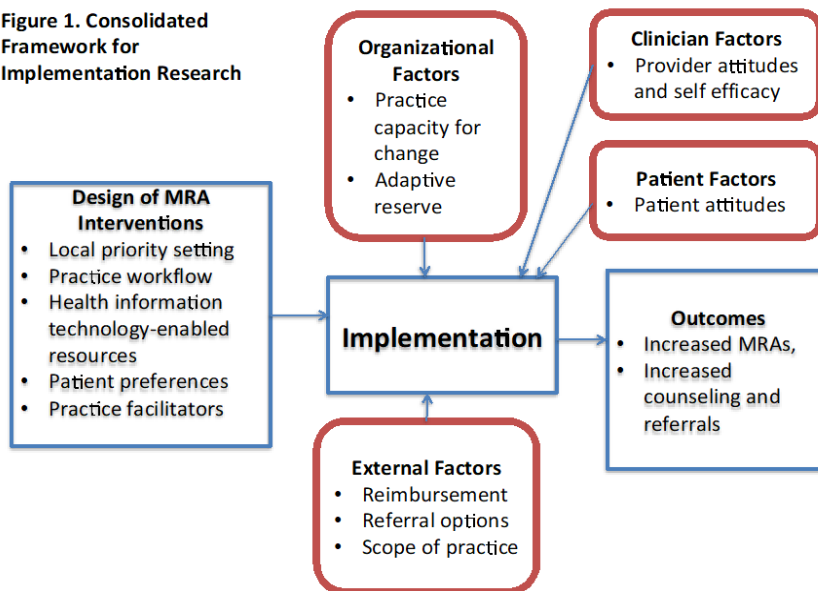 Figure 1. Consolidated
Framework for
Implementation Research
Organizational
Factors
• Practice
capacity for
change
• Adaptive
reserve
Clinician Factors
• Provider attitudes
and self efficacy
Patient Factors
• Patient attitudes
Design of MRA
Interventions
• Local priority setting
• Practice workflow
• Health information
technology-enabled
resources
• Patient preferences
• Practice facilitators
Implementation
Outcomes
• Increased MRAs,
• Increased
counseling and
referrals
External Factors
• Reimbursement
• Referral options
• Scope of practice